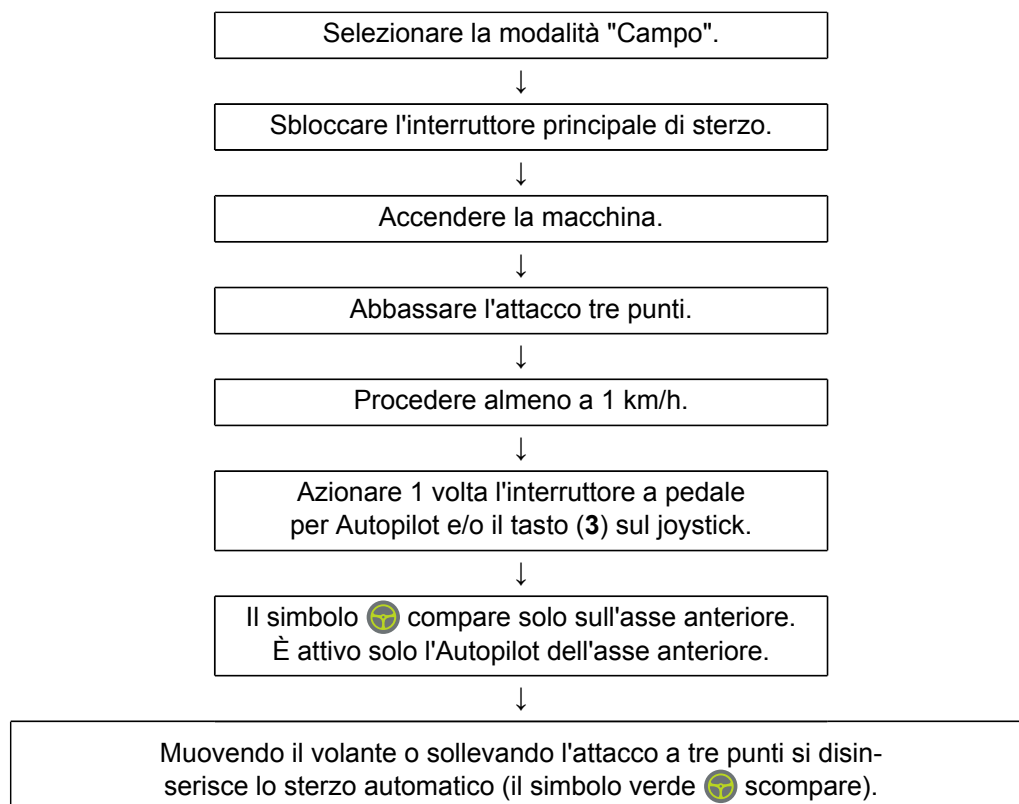 Selezionare la modalità "Campo".
↓
Sbloccare l'interruttore principale di sterzo.
↓
Accendere la macchina.
↓
Abbassare l'attacco tre punti.
↓
Procedere almeno a 1 km/h.
↓
Azionare 1 volta l'interruttore a pedale
per Autopilot e/o il tasto (3) sul joystick.
↓
Il simbolo compare solo sull'asse anteriore.
È attivo solo l'Autopilot dell'asse anteriore.
↓
Muovendo il volante o sollevando l'attacco a tre punti si disin-
serisce lo sterzo automatico (il simbolo verde scompare).